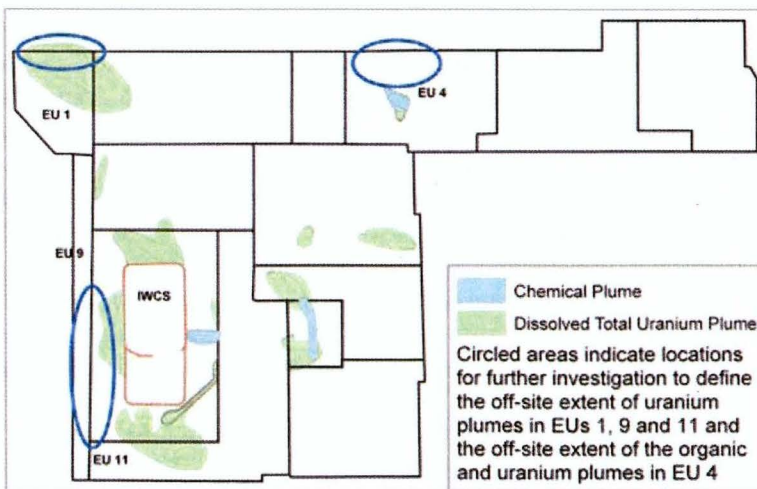 EU 1
EU 4
EU 9
IWCS
EU 11
Chemical Plume
Dissolved Total Uranium Plume
Circled areas indicate locations
for further investigation to define
the off-site extent of uranium
plumes in EUs 1, 9 and 11 and
the off-site extent of the organic
and uranium plumes in EU 4